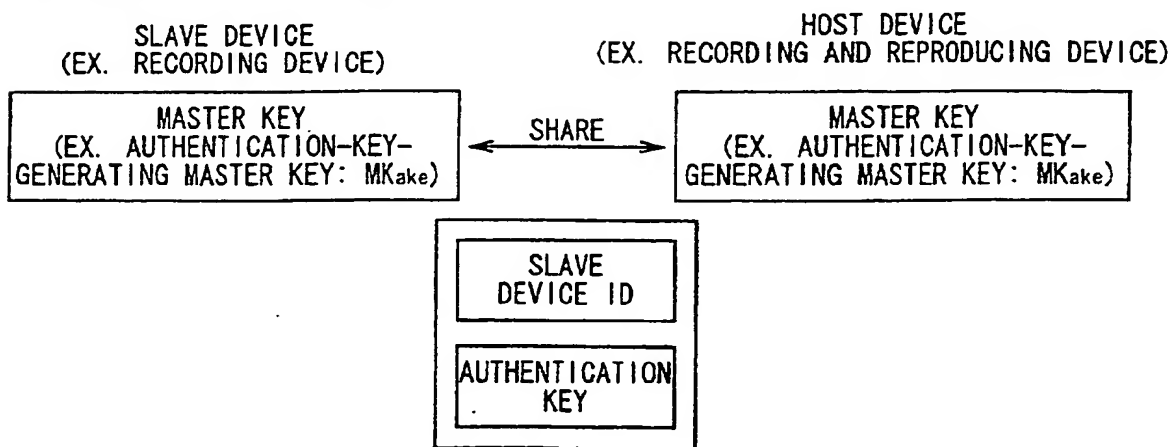 SLAVE DEVICE
(EX. RECORDING DEVICE)
HOST DEVICE
(EX. RECORDING AND REPRODUCING DEVICE)
MASTER KEY
(EX. AUTHENTICATION-KEY-
GENERATING MASTER KEY: MKake)
SHARE
MASTER KEY
(EX. AUTHENTICATION-KEY-
GENERATING MASTER KEY: MKake)
SLAVE
DEVICE ID
AUTHENTICATION
KEY